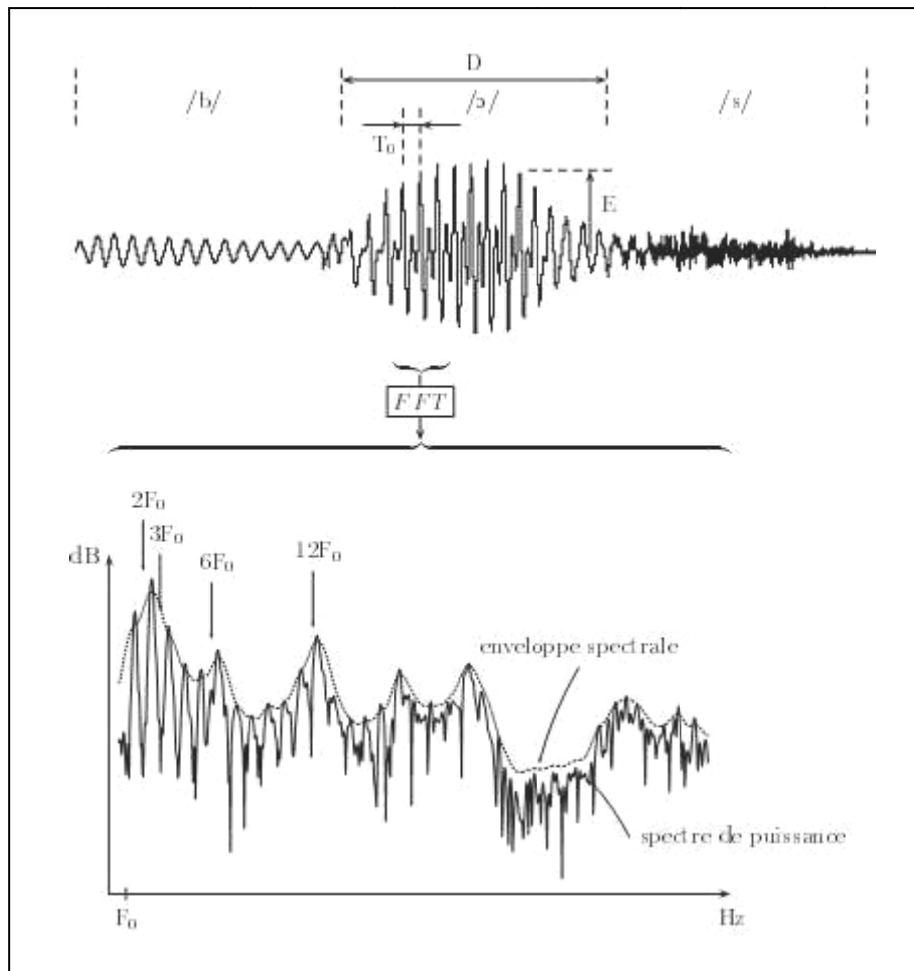 D
/b/ /ɔ/ /s/
T₀
E
FFT
2F₀
3F₀
dB
6F₀
12F₀
enveloppe spectrale
spectre de puissance
F₀
Hz